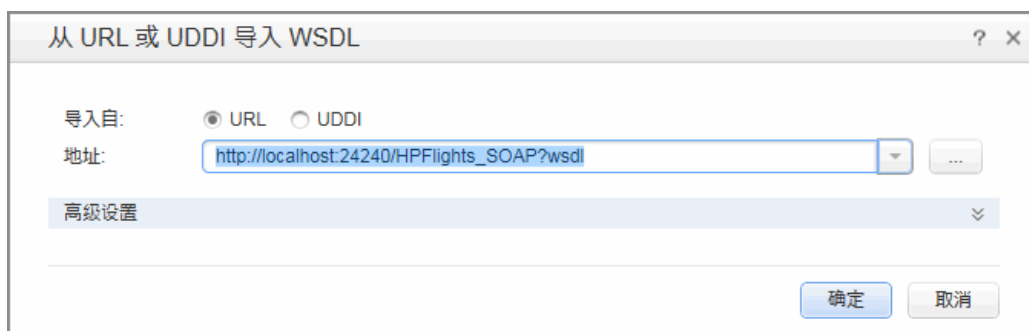 从 URL 或 UDDI 导入 WSDL
?
导入自: URL UDDI
地址: http://localhost:24240/HPFlights_SOAP?wsdl ...
高级设置
确定 取消